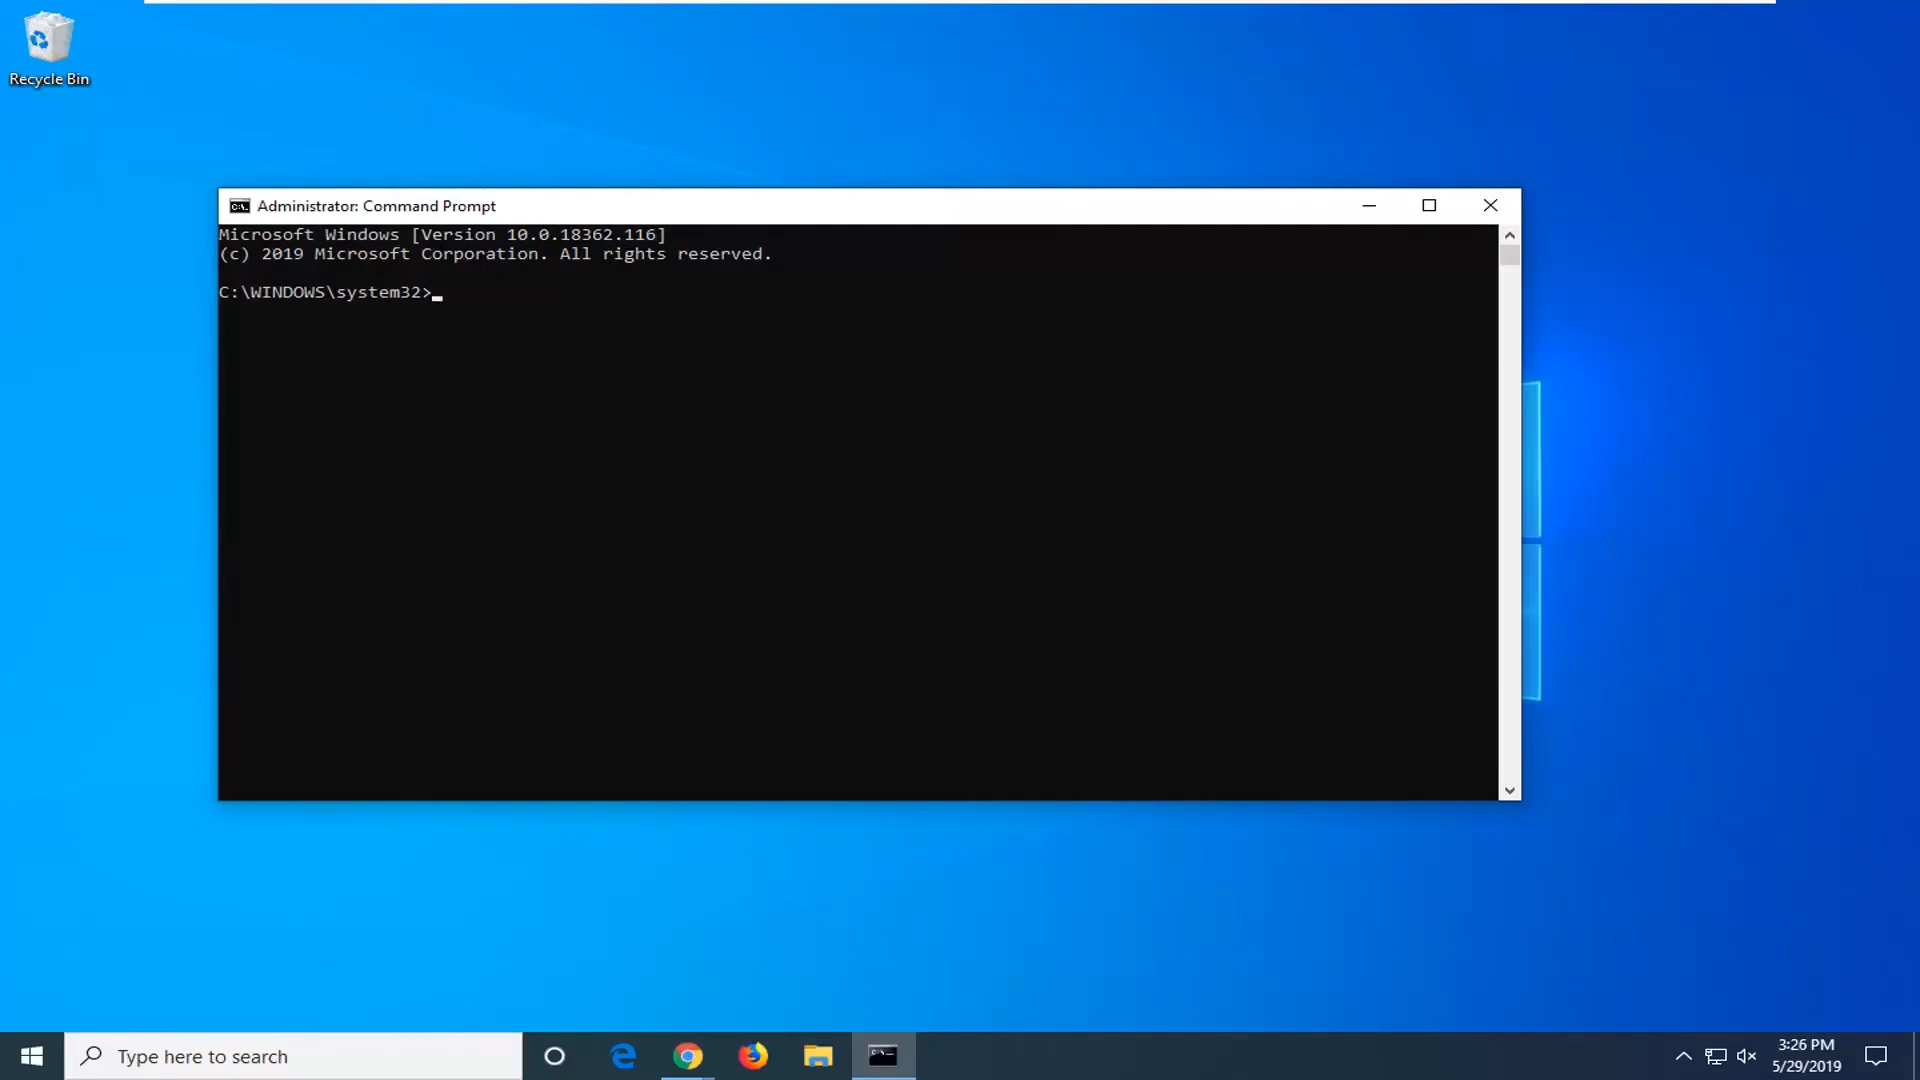 Recycle Bin
Administrator: Command Prompt
Microsoft Windows [Version 10.0.18362.116]
(c) 2019 Microsoft Corporation. All rights reserved.
C:\WINDOWS\system32>
Type here to search
3:26 PM
5/29/2019